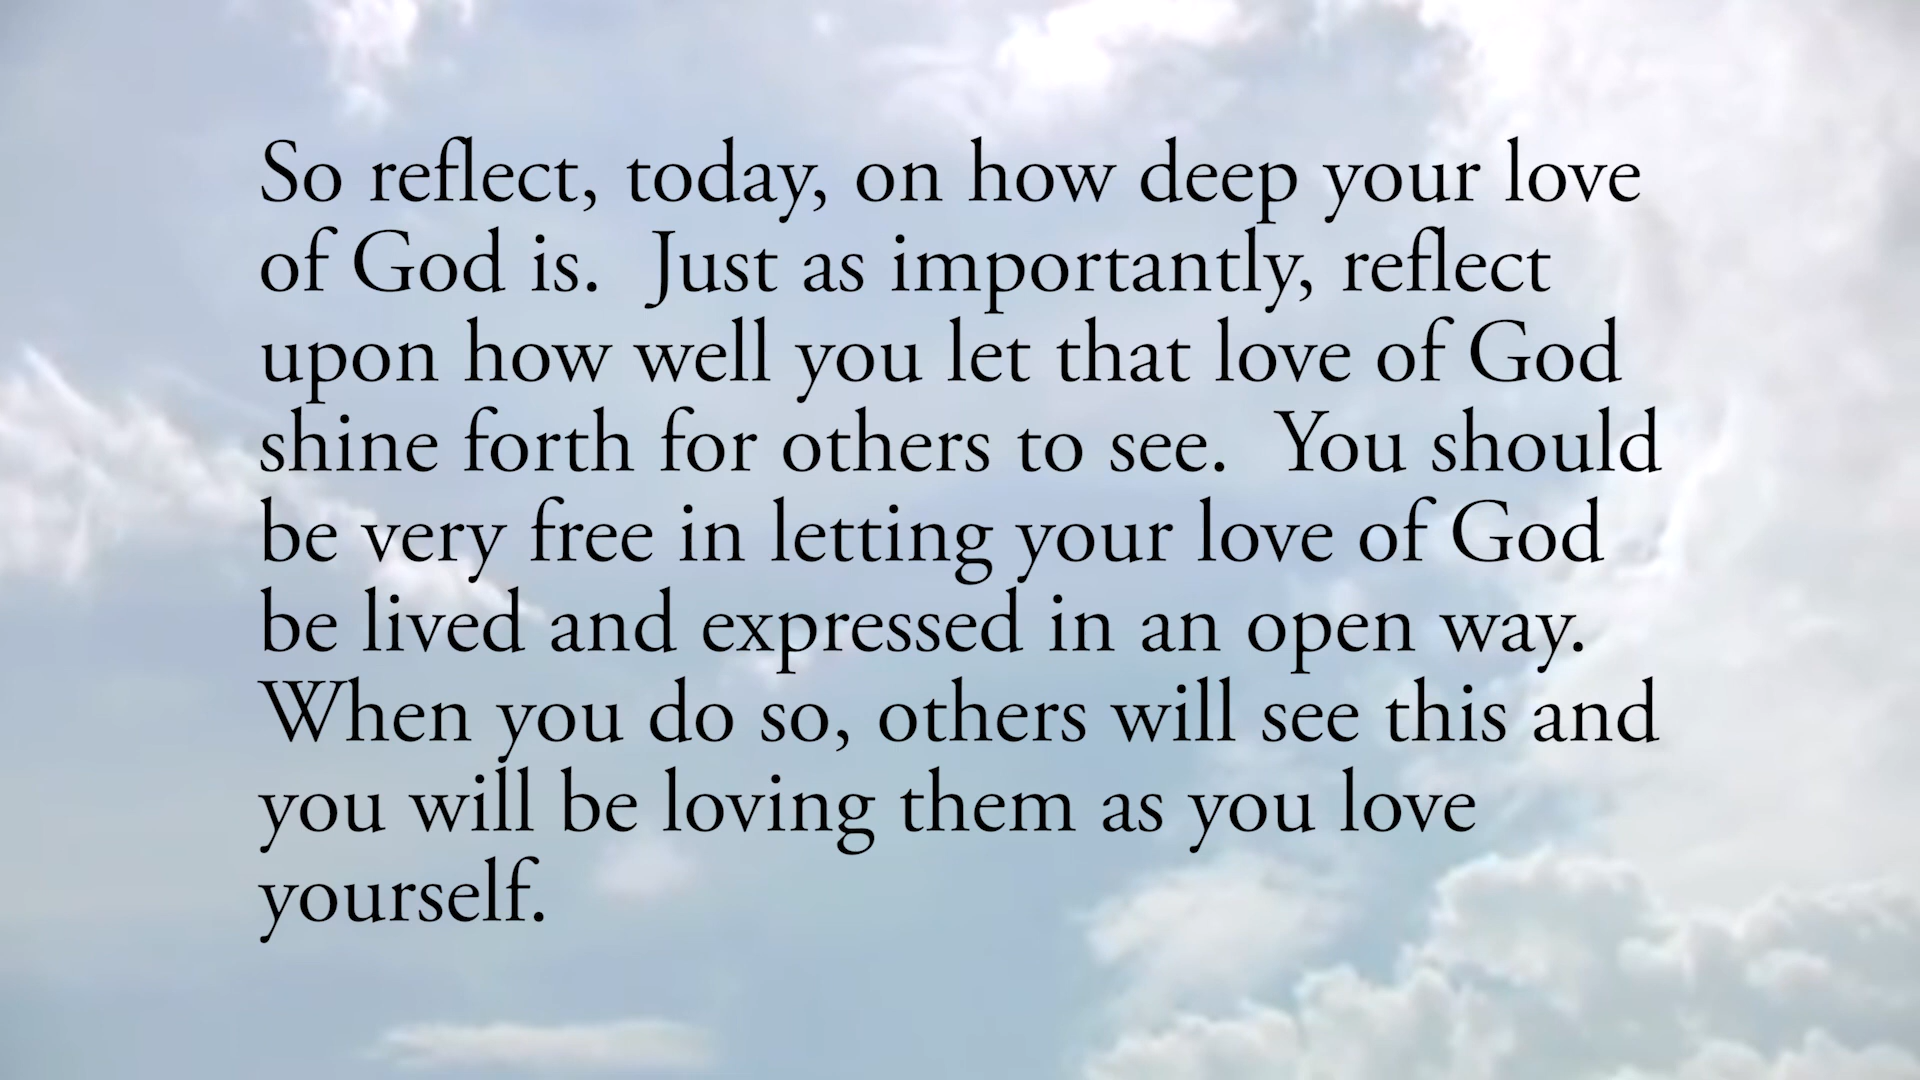 So reflect, today, on how deep your love
of God is.  Just as importantly, reflect
upon how well you let that love of God
shine forth for others to see.  You should
be very free in letting your love of God
be lived and expressed in an open way.
When you do so, others will see this and
you will be loving them as you love
yourself.